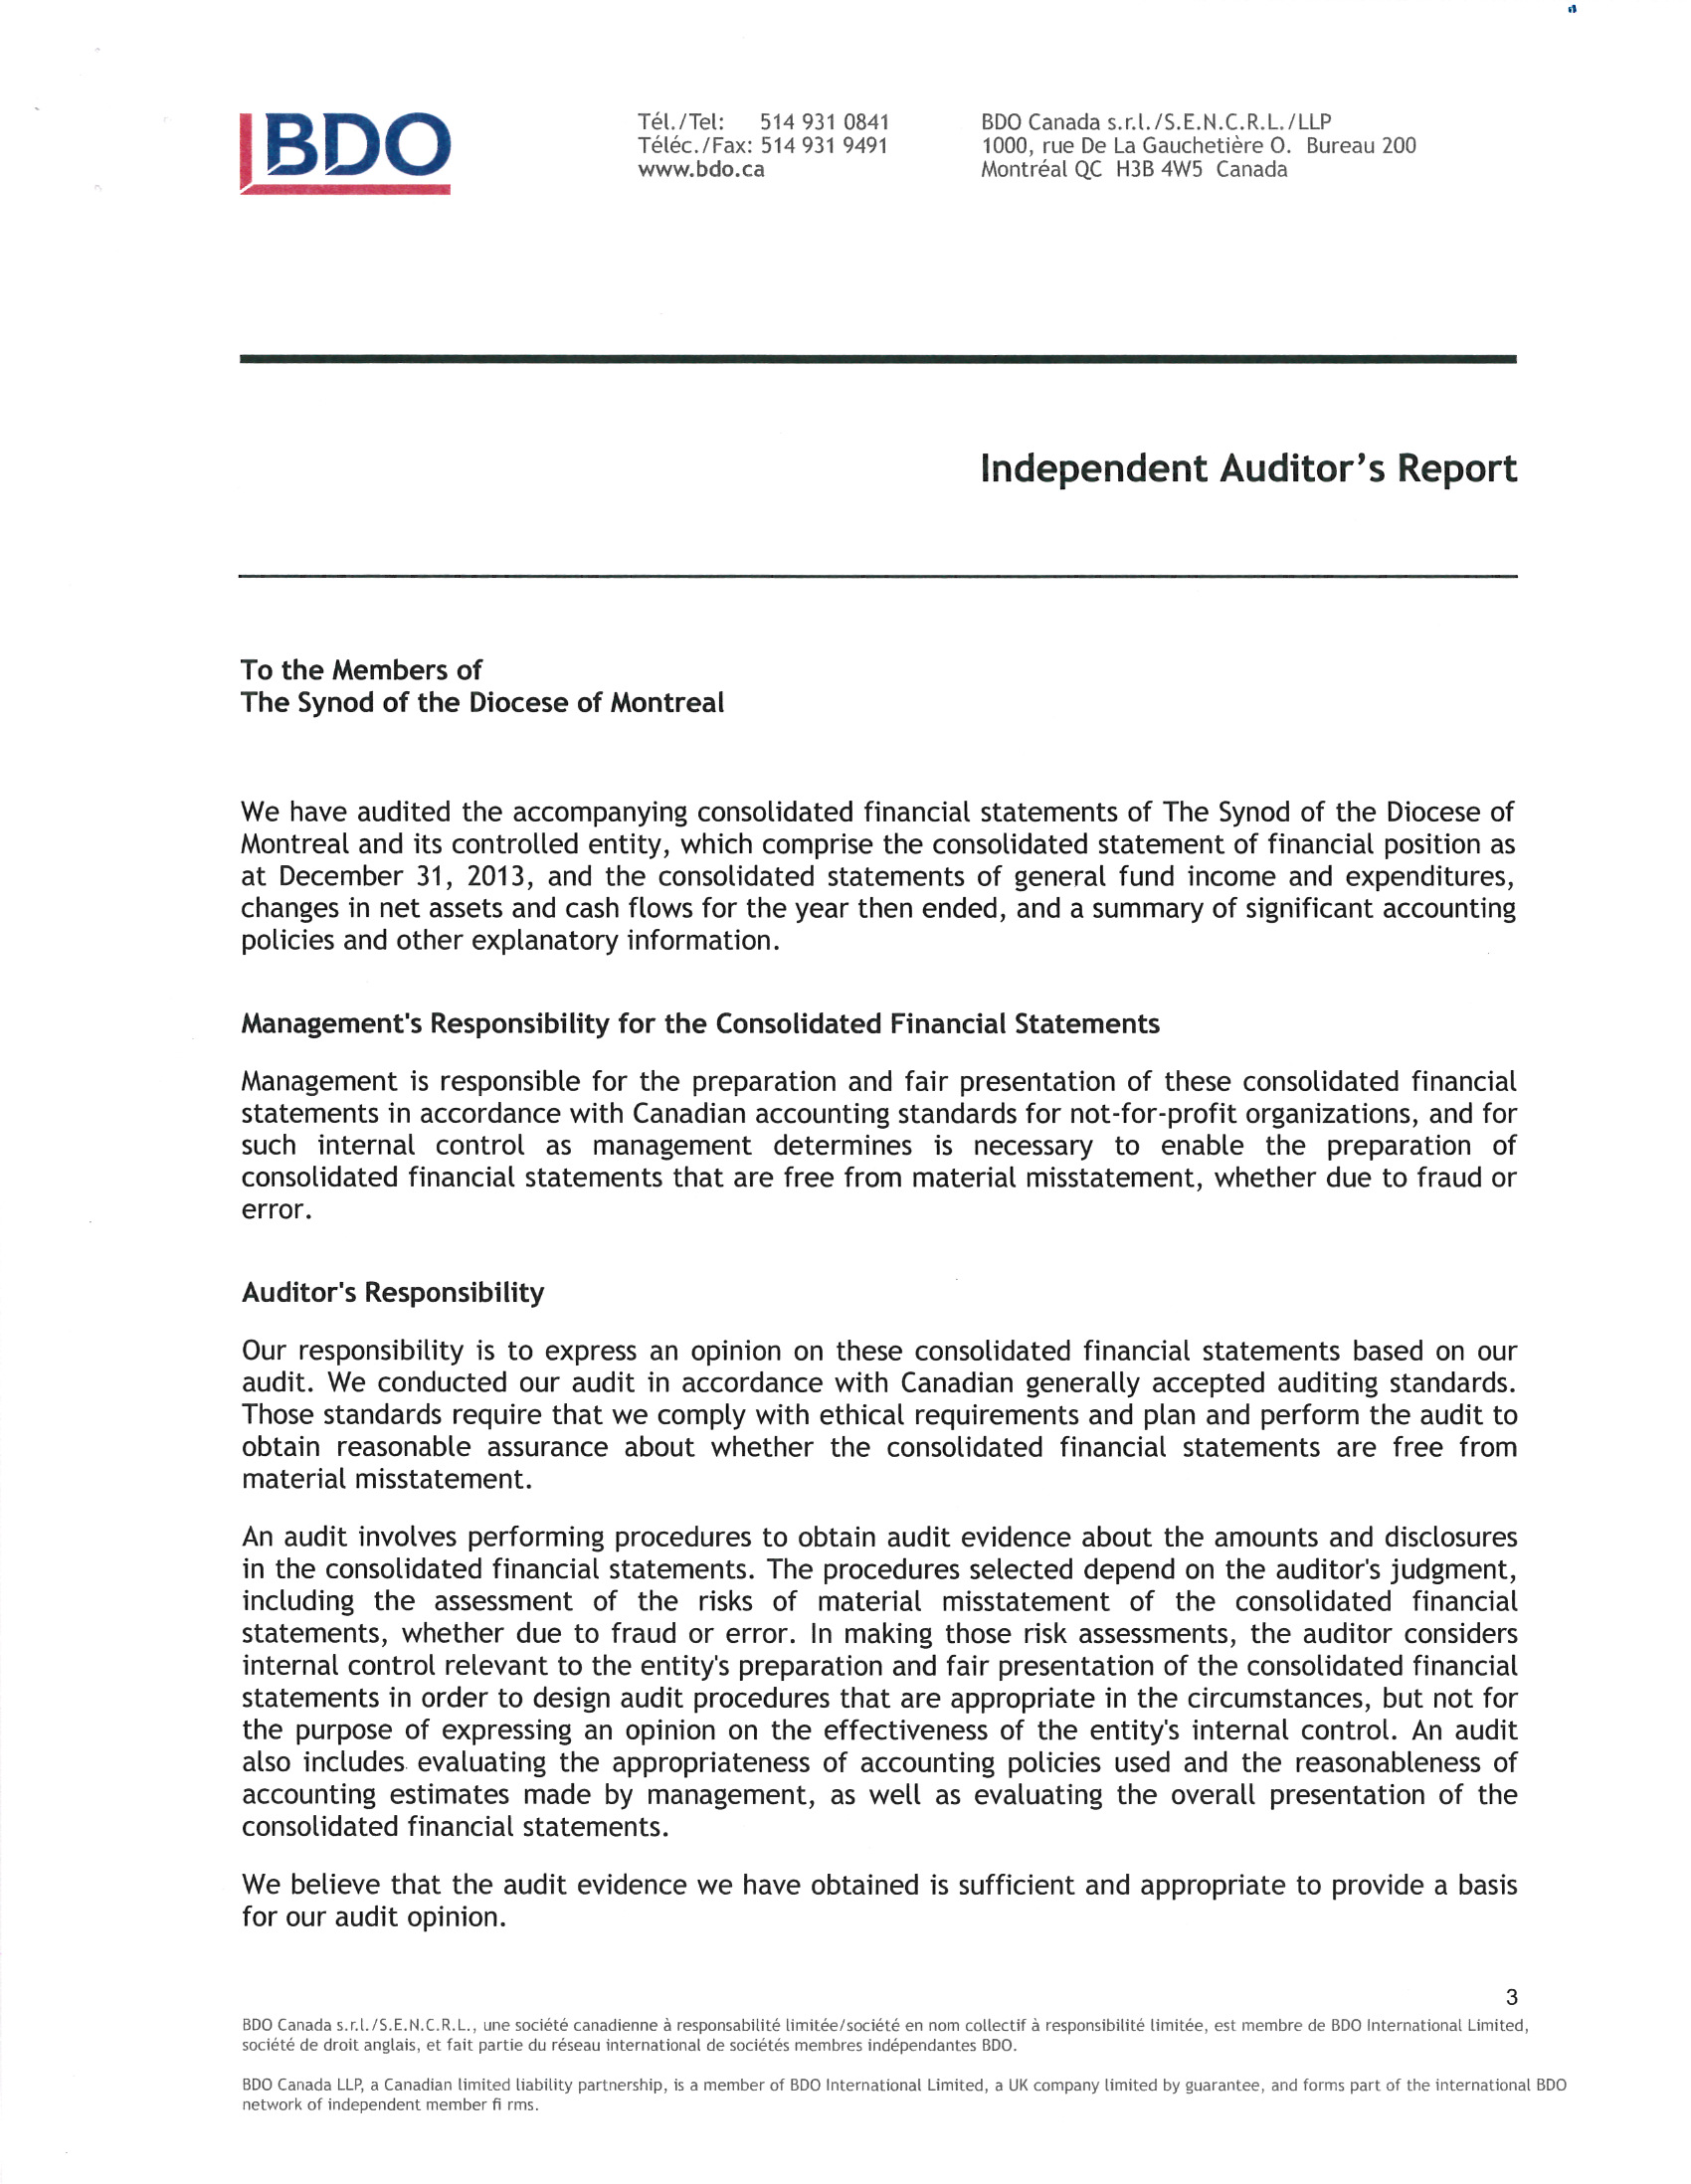 BDO
Tél./Tel: 514 931 0841
Téléc./Fax: 514 931 9491
www.bdo.ca
BDO Canada s.r.l./S.E.N.C.R.L./LLP
1000, rue De La Gauchetière O. Bureau 200
Montréal QC H3B 4W5 Canada
Independent Auditor’s Report
To the Members of
The Synod of the Diocese of Montreal
We have audited the accompanying consolidated financial statements of The Synod of the Diocese of
Montreal and its controlled entity, which comprise the consolidated statement of financial position as
at December 31, 2013, and the consolidated statements of general fund income and expenditures,
changes in net assets and cash flows for the year then ended, and a summary of significant accounting
policies and other explanatory information.
Management's Responsibility for the Consolidated Financial Statements
Management is responsible for the preparation and fair presentation of these consolidated financial
statements in accordance with Canadian accounting standards for not-for-profit organizations, and for
such internal control as management determines is necessary to enable the preparation of
consolidated financial statements that are free from material misstatement, whether due to fraud or
error.
Auditor's Responsibility
Our responsibility is to express an opinion on these consolidated financial statements based on our
audit. We conducted our audit in accordance with Canadian generally accepted auditing standards.
Those standards require that we comply with ethical requirements and plan and perform the audit to
obtain reasonable assurance about whether the consolidated financial statements are free from
material misstatement.
An audit involves performing procedures to obtain audit evidence about the amounts and disclosures
in the consolidated financial statements. The procedures selected depend on the auditor's judgment,
including the assessment of the risks of material misstatement of the consolidated financial
statements, whether due to fraud or error. In making those risk assessments, the auditor considers
internal control relevant to the entity's preparation and fair presentation of the consolidated financial
statements in order to design audit procedures that are appropriate in the circumstances, but not for
the purpose of expressing an opinion on the effectiveness of the entity's internal control. An audit
also includes evaluating the appropriateness of accounting policies used and the reasonableness of
accounting estimates made by management, as well as evaluating the overall presentation of the
consolidated financial statements.
We believe that the audit evidence we have obtained is sufficient and appropriate to provide a basis
for our audit opinion.
3
BDO Canada s.r.l./S.E.N.C.R.L., une société canadienne à responsabilité limitée/société en nom collectif à responsibilité limitée, est membre de BDO International Limited,
société de droit anglais, et fait partie du réseau international de sociétés membres indépendantes BDO.
BDO Canada LLP, a Canadian limited liability partnership, is a member of BDO International Limited, a UK company limited by guarantee, and forms part of the international BDO
network of independent member fi rms.